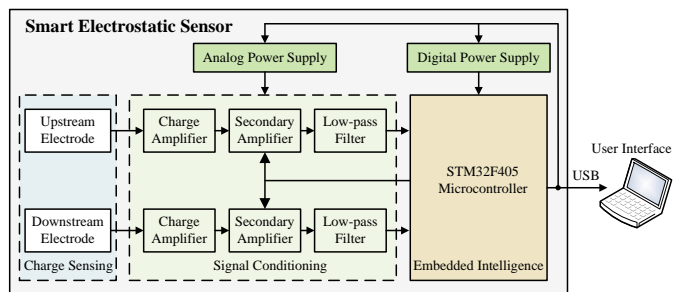 Smart Electrostatic Sensor
Analog Power Supply
Digital Power Supply
Upstream
Electrode
Charge
Amplifier
Secondary
Amplifier
Low-pass
Filter
STM32F405
Microcontroller
User Interface
USB
Downstream
Electrode
Charge
Amplifier
Secondary
Amplifier
Low-pass
Filter
Charge Sensing
Signal Conditioning
Embedded Intelligence